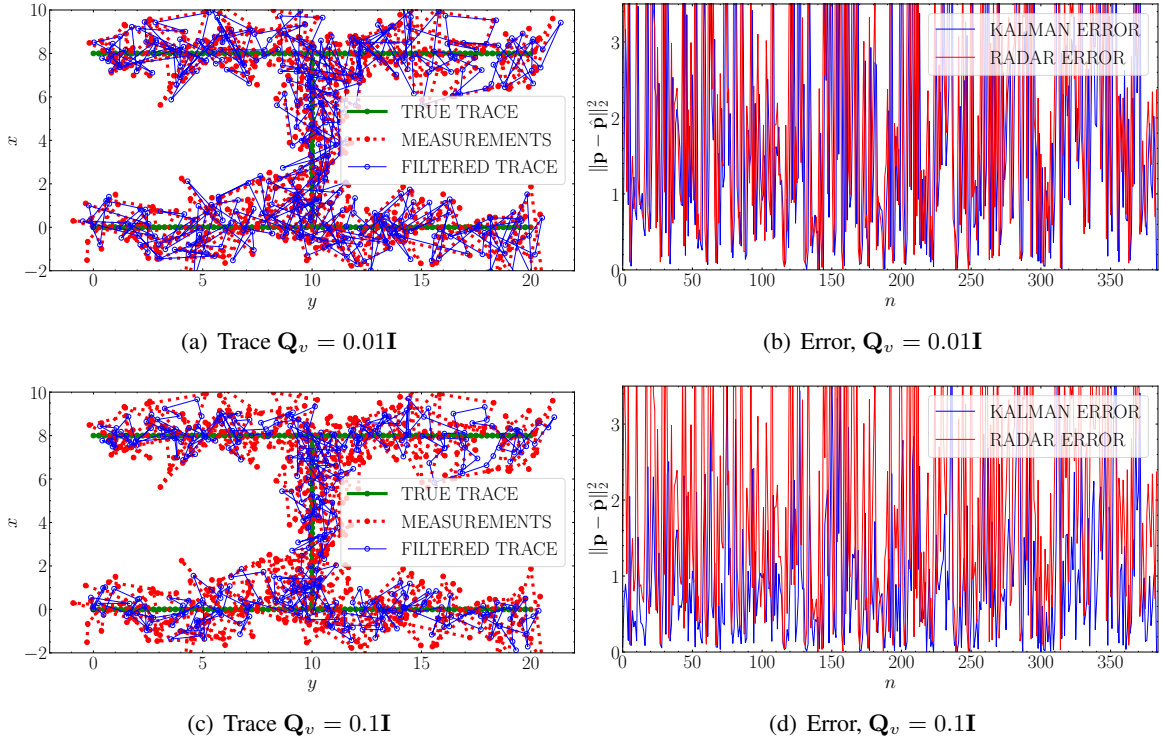 10
8
6
4
2
0
−2
x
0
5
10
15
20
y
TRUE TRACE
MEASUREMENTS
FILTERED TRACE
(a) Trace Q_v = 0.01I
3
2
1
0
‖p − p̂‖₂²
0
50
100
150
200
250
300
350
n
KALMAN ERROR
RADAR ERROR
(b) Error, Q_v = 0.01I
10
8
6
4
2
0
−2
x
0
5
10
15
20
y
TRUE TRACE
MEASUREMENTS
FILTERED TRACE
(c) Trace Q_v = 0.1I
3
2
1
0
‖p − p̂‖₂²
0
50
100
150
200
250
300
350
n
KALMAN ERROR
RADAR ERROR
(d) Error, Q_v = 0.1I